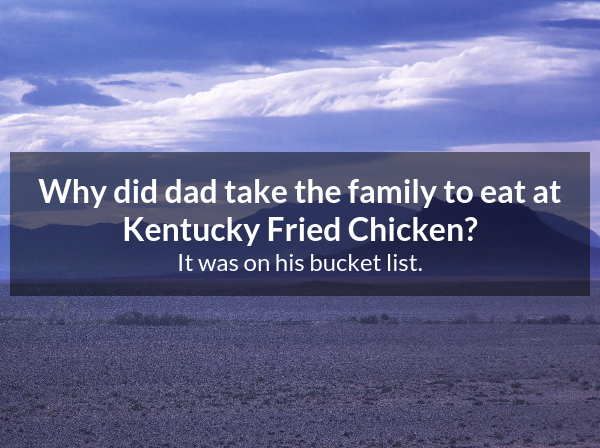 Why did dad take the family to eat at
Kentucky Fried Chicken?
It was on his bucket list.